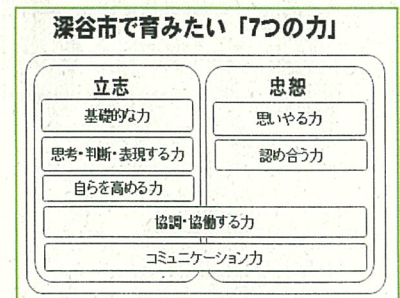 深谷市で育みたい「7つの力」
立志
忠恕
基礎的な力
思いやる力
思考・判断・表現する力
認め合う力
自らを高める力
協調・協働する力
コミュニケーション力